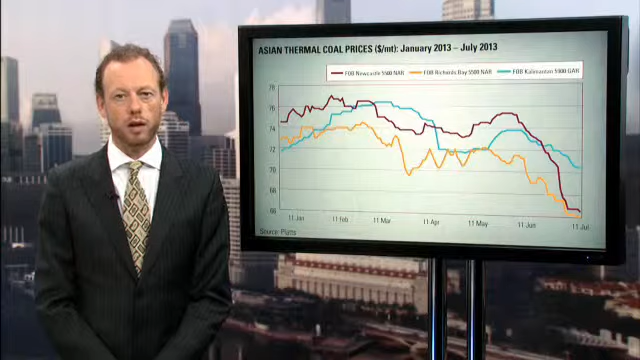 ASIAN THERMAL COAL PRICES ($/mt): January 2013 – July 2013
FOB Newcastle 5500 NAR FOB Richards Bay 5500 NAR FOB Kalimantan 5900 GAR
78
76
74
72
70
66
11 Jan 11 Feb 11 Mar 11 Apr 11 May 11 Jun 11 Jul
Source: Platts